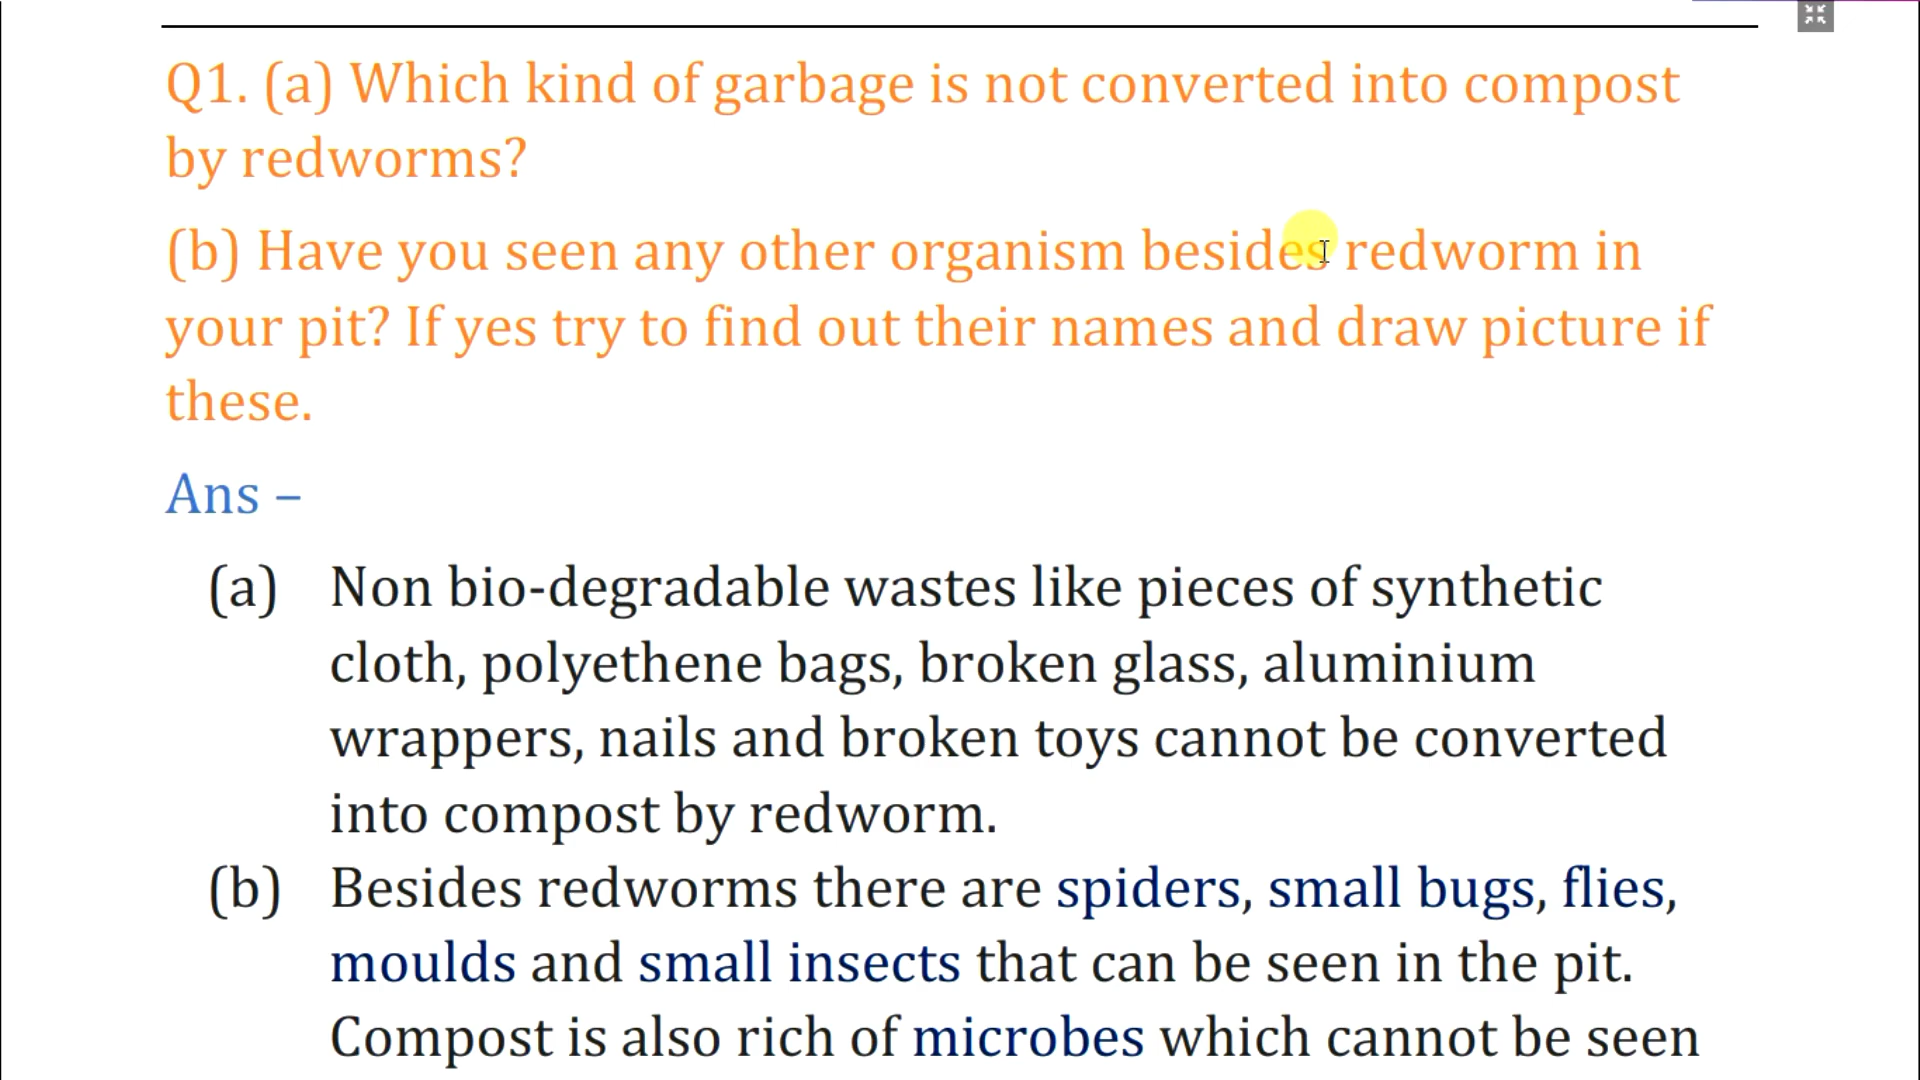 Q1. (a) Which kind of garbage is not converted into compost
by redworms?
(b) Have you seen any other organism besides redworm in
your pit? If yes try to find out their names and draw picture if
these.
Ans –
(a) Non bio-degradable wastes like pieces of synthetic
cloth, polyethene bags, broken glass, aluminium
wrappers, nails and broken toys cannot be converted
into compost by redworm.
(b) Besides redworms there are spiders, small bugs, flies,
moulds and small insects that can be seen in the pit.
Compost is also rich of microbes which cannot be seen